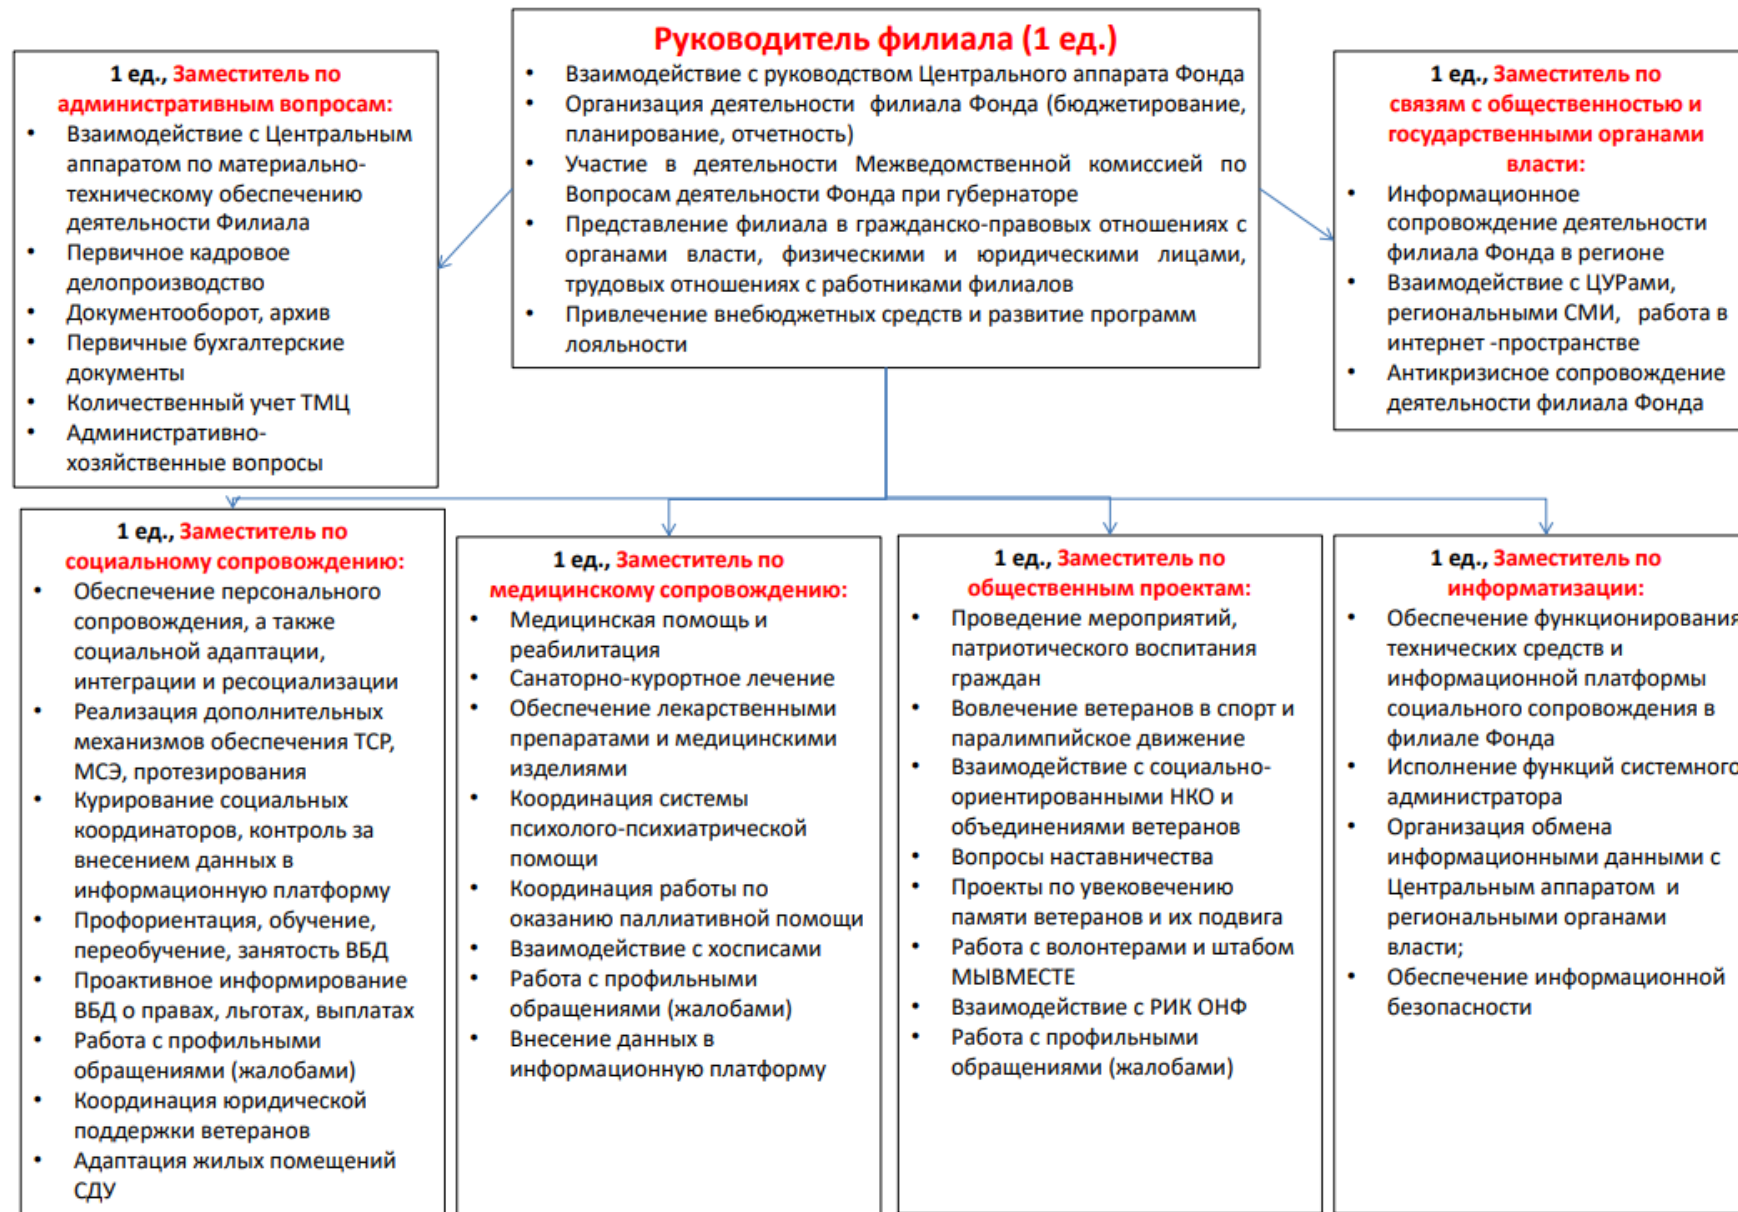 Руководитель филиала (1 ед.)
• Взаимодействие с руководством Центрального аппарата Фонда
• Организация деятельности филиала Фонда (бюджетирование,
планирование, отчетность)
• Участие в деятельности Межведомственной комиссией по
Вопросам деятельности Фонда при губернаторе
• Представление филиала в гражданско-правовых отношениях с
органами власти, физическими и юридическими лицами,
трудовых отношениях с работниками филиалов
• Привлечение внебюджетных средств и развитие программ
лояльности
1 ед., Заместитель по
административным вопросам:
• Взаимодействие с Центральным
аппаратом по материально-
техническому обеспечению
деятельности Филиала
• Первичное кадровое
делопроизводство
• Документооборот, архив
• Первичные бухгалтерские
документы
• Количественный учет ТМЦ
• Административно-
хозяйственные вопросы
1 ед., Заместитель по
связям с общественностью и
государственными органами
власти:
• Информационное
сопровождение деятельности
филиала Фонда в регионе
• Взаимодействие с ЦУРами,
региональными СМИ, работа в
интернет -пространстве
• Антикризисное сопровождение
деятельности филиала Фонда
1 ед., Заместитель по
социальному сопровождению:
• Обеспечение персонального
сопровождения, а также
социальной адаптации,
интеграции и ресоциализации
• Реализация дополнительных
механизмов обеспечения ТСР,
МСЭ, протезирования
• Курирование социальных
координаторов, контроль за
внесением данных в
информационную платформу
• Профориентация, обучение,
переобучение, занятость ВБД
• Проактивное информирование
ВБД о правах, льготах, выплатах
• Работа с профильными
обращениями (жалобами)
• Координация юридической
поддержки ветеранов
• Адаптация жилых помещений
СДУ
1 ед., Заместитель по
медицинскому сопровождению:
• Медицинская помощь и
реабилитация
• Санаторно-курортное лечение
• Обеспечение лекарственными
препаратами и медицинскими
изделиями
• Координация системы
психолого-психиатрической
помощи
• Координация работы по
оказанию паллиативной помощи
• Взаимодействие с хосписами
• Работа с профильными
обращениями (жалобами)
• Внесение данных в
информационную платформу
1 ед., Заместитель по
общественным проектам:
• Проведение мероприятий,
патриотического воспитания
граждан
• Вовлечение ветеранов в спорт и
паралимпийское движение
• Взаимодействие с социально-
ориентированными НКО и
объединениями ветеранов
• Вопросы наставничества
• Проекты по увековечению
памяти ветеранов и их подвига
• Работа с волонтерами и штабом
МЫВМЕСТЕ
• Взаимодействие с РИК ОНФ
• Работа с профильными
обращениями (жалобами)
1 ед., Заместитель по
информатизации:
• Обеспечение функционирования
технических средств и
информационной платформы
социального сопровождения в
филиале Фонда
• Исполнение функций системного
администратора
• Организация обмена
информационными данными с
Центральным аппаратом и
региональными органами
власти;
• Обеспечение информационной
безопасности